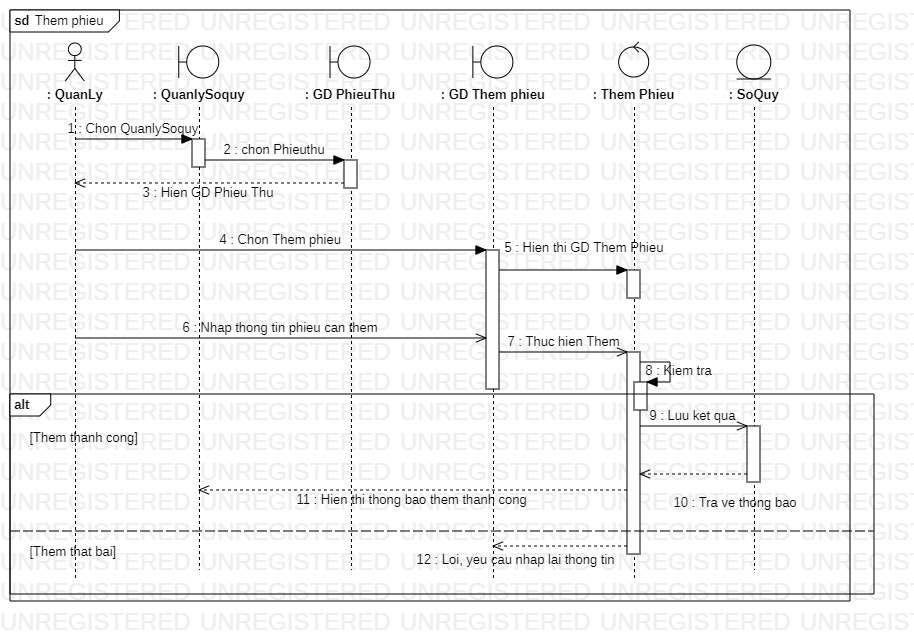 sd Them phieu
: QuanLy
: QuanlySoquy
: GD PhieuThu
: GD Them phieu
: Them Phieu
: SoQuy
1 : Chon QuanlySoquy
2 : chon Phieuthu
3 : Hien GD Phieu Thu
4 : Chon Them phieu
5 : Hien thi GD Them Phieu
6 : Nhap thong tin phieu can them
7 : Thuc hien Them
8 : Kiem tra
alt
9 : Luu ket qua
[Them thanh cong]
11 : Hien thi thong bao them thanh cong
10 : Tra ve thong bao
[Them that bai]
12 : Loi, yeu cau nhap lai thong tin
UNREGISTERED